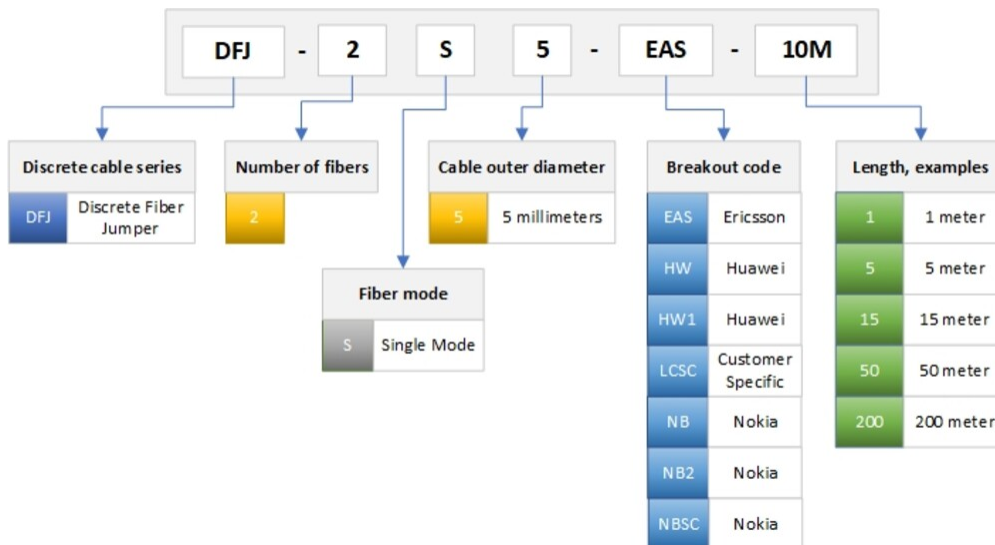 DFJ - 2 S 5 - EAS - 10M
Discrete cable series
DFJ Discrete Fiber
Jumper
Number of fibers
2
Fiber mode
S Single Mode
Cable outer diameter
5 5 millimeters
Breakout code
EAS Ericsson
HW Huawei
HW1 Huawei
LCSC Customer
Specific
NB Nokia
NB2 Nokia
NBSC Nokia
Length, examples
1 1 meter
5 5 meter
15 15 meter
50 50 meter
200 200 meter